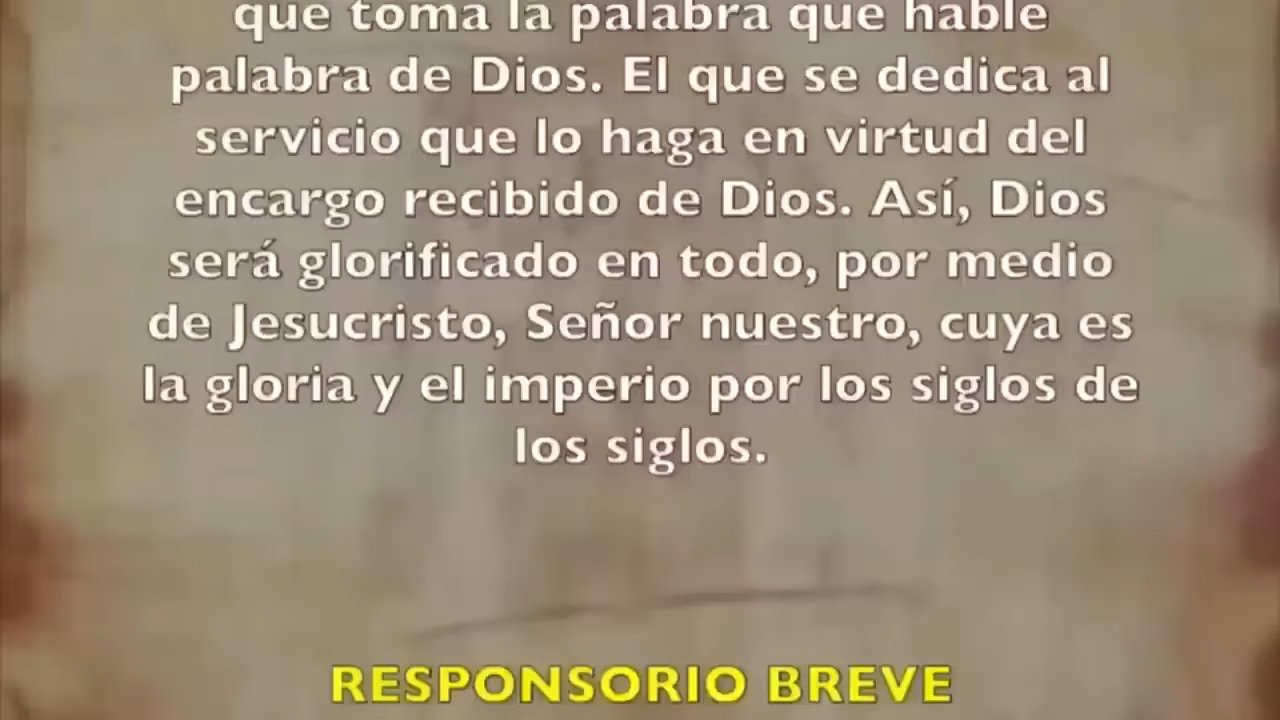 que toma la palabra que hable
palabra de Dios. El que se dedica al
servicio que lo haga en virtud del
encargo recibido de Dios. Así, Dios
será glorificado en todo, por medio
de Jesucristo, Señor nuestro, cuya es
la gloria y el imperio por los siglos de
los siglos.
RESPONSORIO BREVE